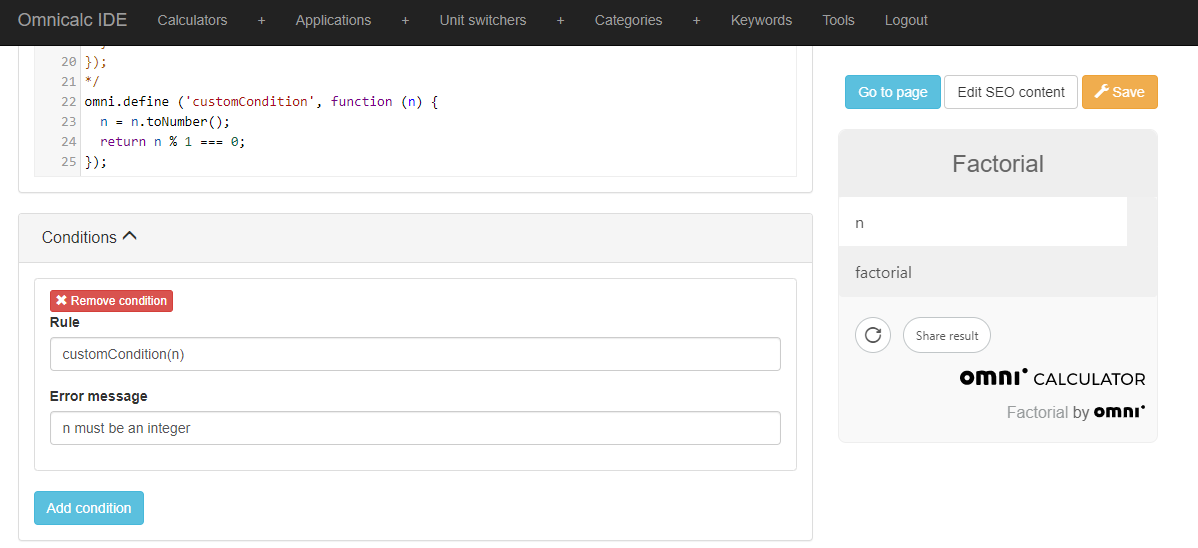 Omnicalc IDE Calculators + Applications + Unit switchers + Categories + Keywords Tools Logout
20 });
21 */
22 omni.define ('customCondition', function (n) {
23 n = n.toNumber();
24 return n % 1 === 0;
25 });
Conditions
✖ Remove condition
Rule
customCondition(n)
Error message
n must be an integer
Add condition
Go to page Edit SEO content Save
Factorial
n
factorial
Share result
omni CALCULATOR
Factorial by omni